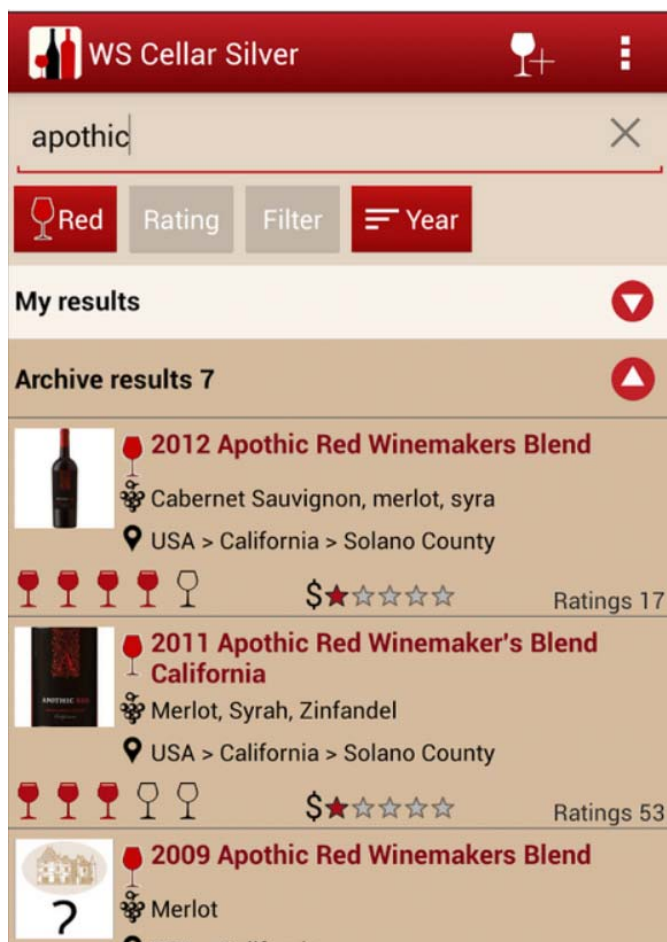 WS Cellar Silver
apothic
Red Rating Filter Year
My results
Archive results 7
2012 Apothic Red Winemakers Blend
Cabernet Sauvignon, merlot, syra
USA > California > Solano County
$ Ratings 17
2011 Apothic Red Winemaker's Blend
California
APOTHIC RED
Merlot, Syrah, Zinfandel
USA > California > Solano County
$ Ratings 53
2009 Apothic Red Winemakers Blend
?
Merlot